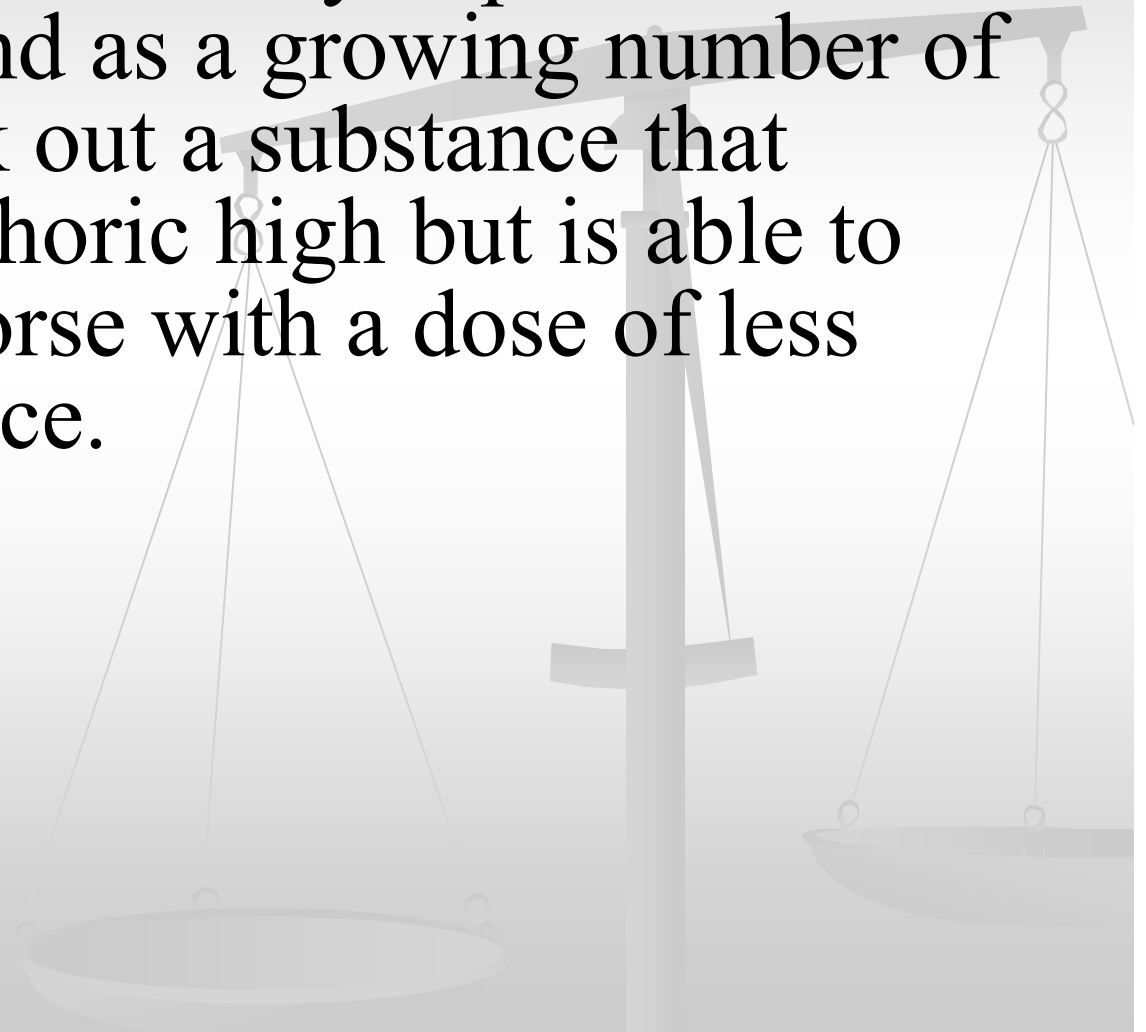 nd as a growing number of
out a substance that
horic high but is able to
orse with a dose of less
ce.